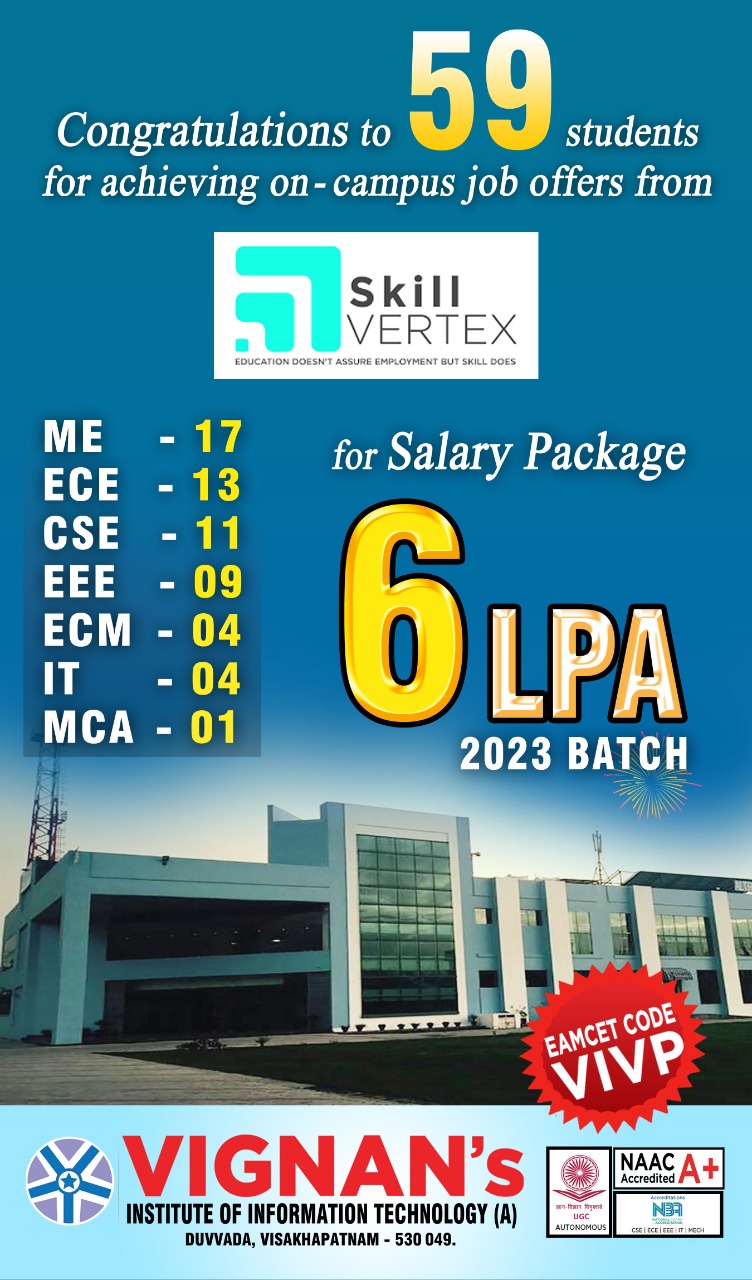 Congratulations to 59 students
for achieving on-campus job offers from
Skill
VERTEX
EDUCATION DOESN'T ASSURE EMPLOYMENT BUT SKILL DOES
ME - 17
ECE - 13
CSE - 11
EEE - 09
ECM - 04
IT - 04
MCA - 01
for Salary Package
6 LPA
2023 BATCH
EAMCET CODE
VIVP
VIGNAN's
INSTITUTE OF INFORMATION TECHNOLOGY (A)
DUVVADA, VISAKHAPATNAM - 530 049.
ज्ञान-विज्ञान विमुक्तये
UGC
AUTONOMOUS
NAAC
Accredited A+
Accreditations
NBA
CSE | ECE | EEE | IT | MECH